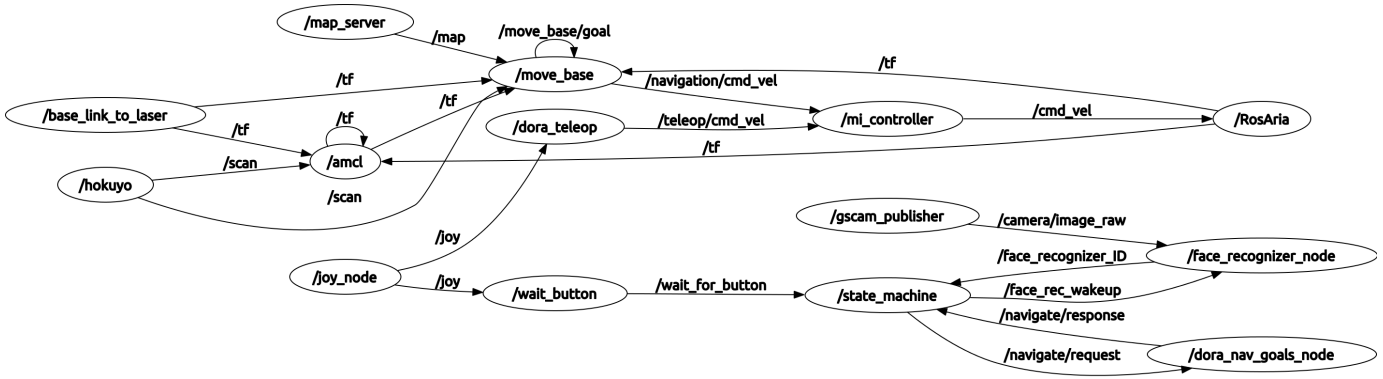 /map_server
/map
/move_base/goal
/move_base
/tf
/tf
/navigation/cmd_vel
/base_link_to_laser
/tf
/tf
/tf
/dora_teleop
/teleop/cmd_vel
/mi_controller
/cmd_vel
/RosAria
/amcl
/tf
/scan
/hokuyo
/scan
/gscam_publisher
/camera/image_raw
/joy
/face_recognizer_ID
/face_recognizer_node
/joy_node
/joy
/wait_button
/wait_for_button
/state_machine
/face_rec_wakeup
/navigate/response
/navigate/request
/dora_nav_goals_node